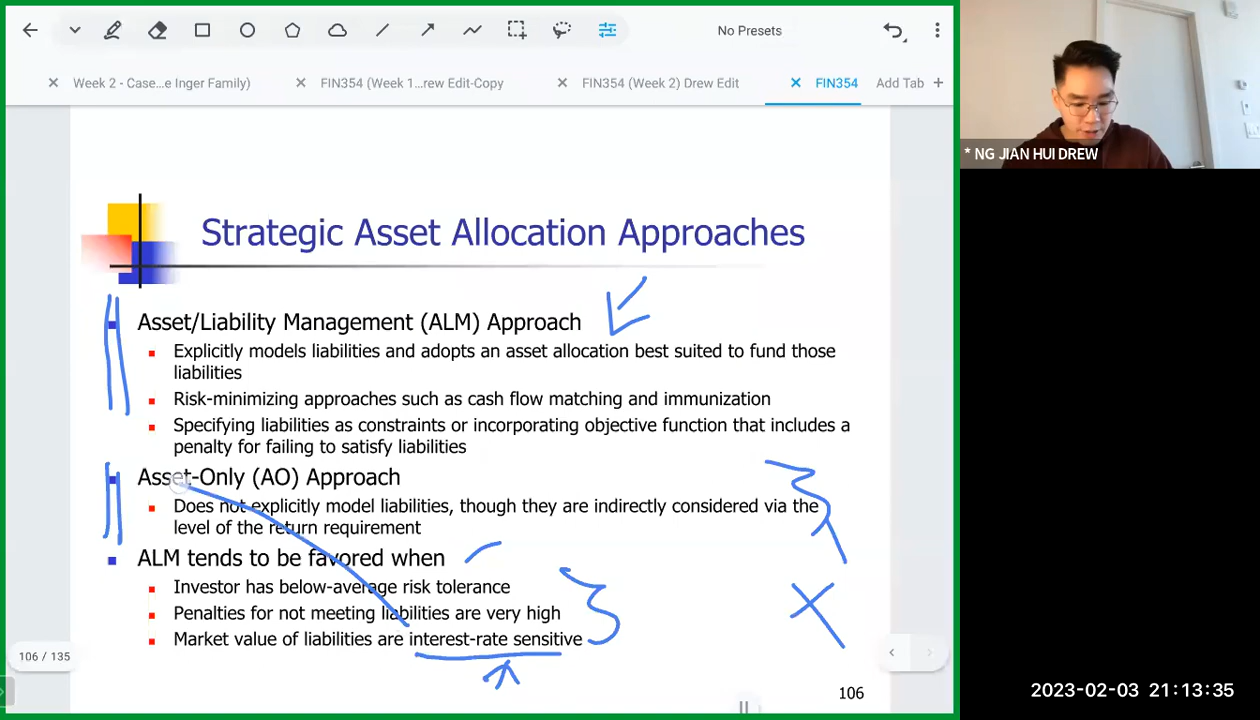 No Presets
Week 2 - Case...e Inger Family)
FIN354 (Week 1...rew Edit-Copy
FIN354 (Week 2) Drew Edit
FIN354
Add Tab +
* NG JIAN HUI DREW
Strategic Asset Allocation Approaches
Asset/Liability Management (ALM) Approach
Explicitly models liabilities and adopts an asset allocation best suited to fund those
liabilities
Risk-minimizing approaches such as cash flow matching and immunization
Specifying liabilities as constraints or incorporating objective function that includes a
penalty for failing to satisfy liabilities
Asset-Only (AO) Approach
Does not explicitly model liabilities, though they are indirectly considered via the
level of the return requirement
ALM tends to be favored when
Investor has below-average risk tolerance
Penalties for not meeting liabilities are very high
Market value of liabilities are interest-rate sensitive
106 / 135
106
2023-02-03 21:13:35